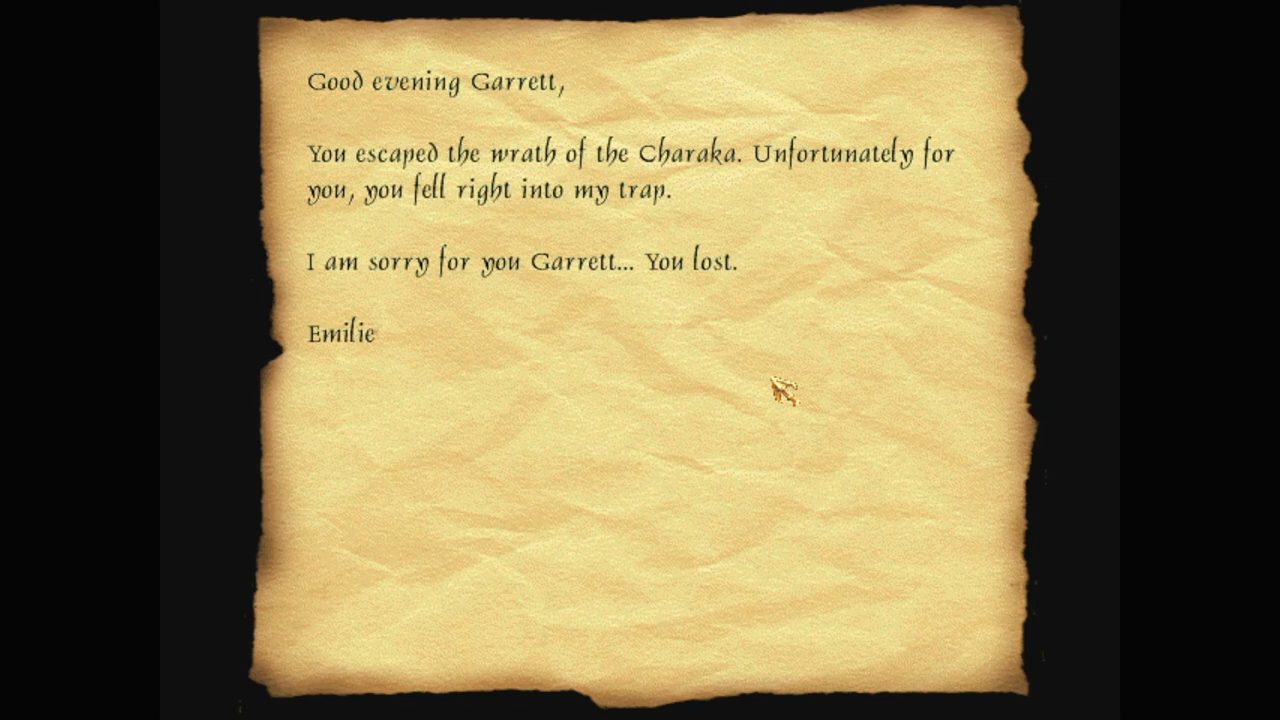 Good evening Garrett,
You escaped the wrath of the Charaka. Unfortunately for
you, you fell right into my trap.
I am sorry for you Garrett... You lost.
Emilie